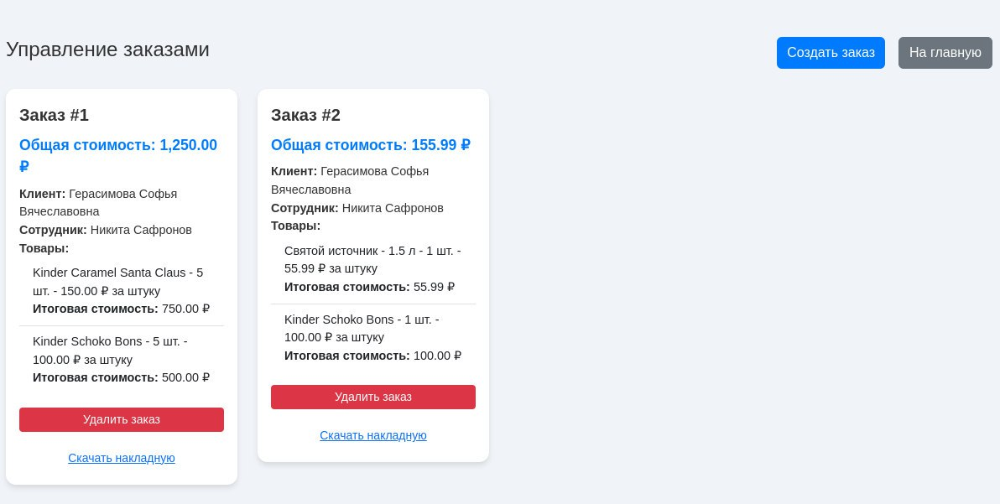 Управление заказами
Создать заказ
На главную
Заказ #1
Общая стоимость: 1,250.00
₽
Клиент: Герасимова Софья
Вячеславовна
Сотрудник: Никита Сафронов
Товары:
Kinder Caramel Santa Claus - 5
шт. - 150.00 ₽ за штуку
Итоговая стоимость: 750.00 ₽
Kinder Schoko Bons - 5 шт. -
100.00 ₽ за штуку
Итоговая стоимость: 500.00 ₽
Удалить заказ
Скачать накладную
Заказ #2
Общая стоимость: 155.99 ₽
Клиент: Герасимова Софья
Вячеславовна
Сотрудник: Никита Сафронов
Товары:
Святой источник - 1.5 л - 1 шт. -
55.99 ₽ за штуку
Итоговая стоимость: 55.99 ₽
Kinder Schoko Bons - 1 шт. -
100.00 ₽ за штуку
Итоговая стоимость: 100.00 ₽
Удалить заказ
Скачать накладную